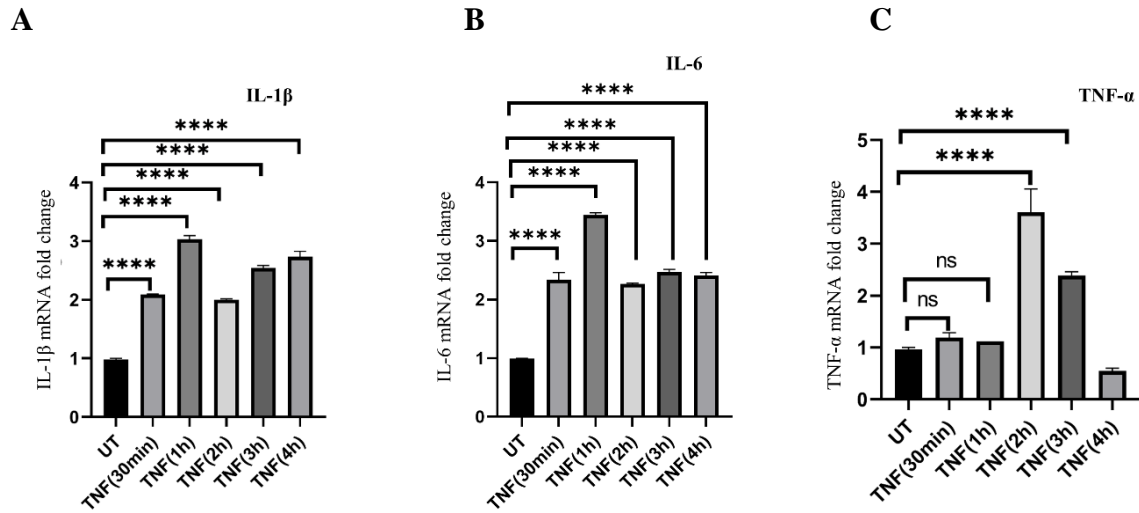 A
IL-1β
****
****
****
****
****
IL-1β mRNA fold change
4
3
2
1
0
UT
TNF(30min)
TNF(1h)
TNF(2h)
TNF(3h)
TNF(4h)
B
IL-6
****
****
****
****
****
IL-6 mRNA fold change
4
3
2
1
0
UT
TNF(30min)
TNF(1h)
TNF(2h)
TNF(3h)
TNF(4h)
C
TNF-α
****
****
ns
ns
TNF-α mRNA fold change
5
4
3
2
1
0
UT
TNF(30min)
TNF(1h)
TNF(2h)
TNF(3h)
TNF(4h)